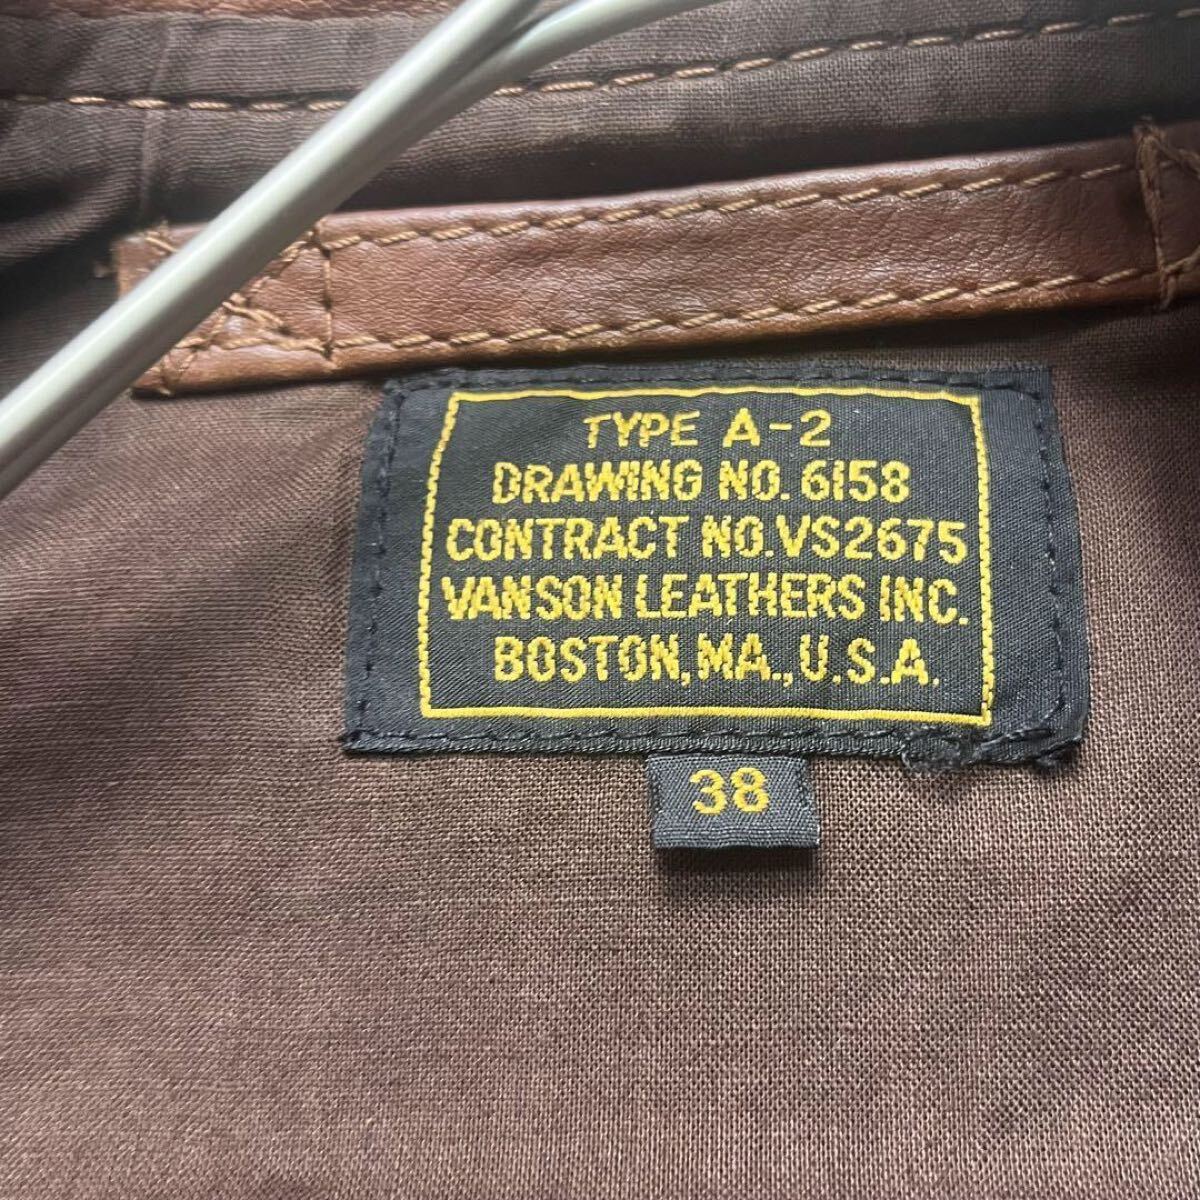 TYPE A-2
DRAWING NO. 6158
CONTRACT NO. VS2675
VANSON LEATHERS INC.
BOSTON, MA., U.S.A.
38